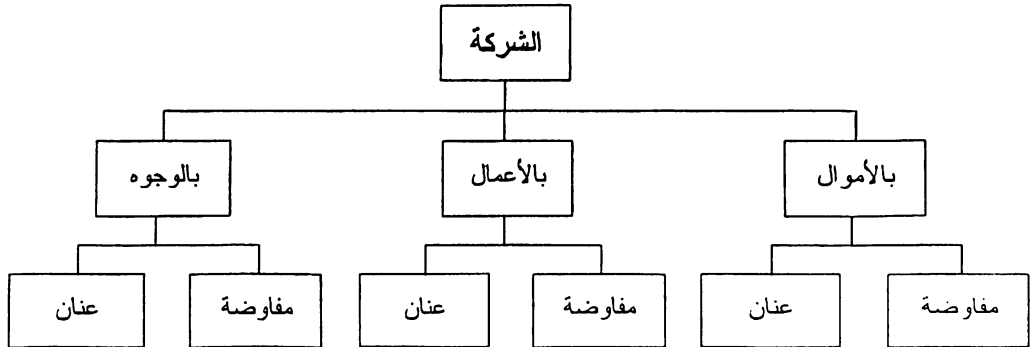 الشركة
بالأموال
بالأعمال
بالوجوه
مفاوضة
عنان
مفاوضة
عنان
مفاوضة
عنان